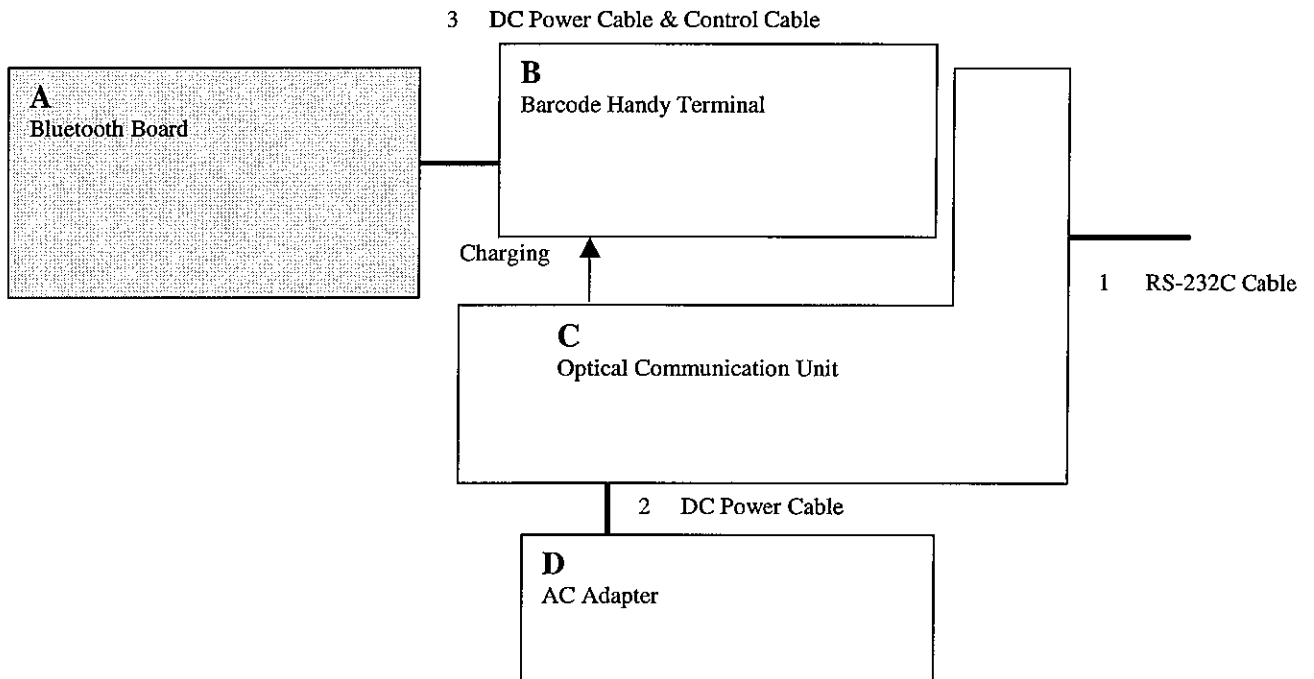 3 DC Power Cable & Control Cable
A
Bluetooth Board
B
Barcode Handy Terminal
Charging
1 RS-232C Cable
C
Optical Communication Unit
2 DC Power Cable
D
AC Adapter